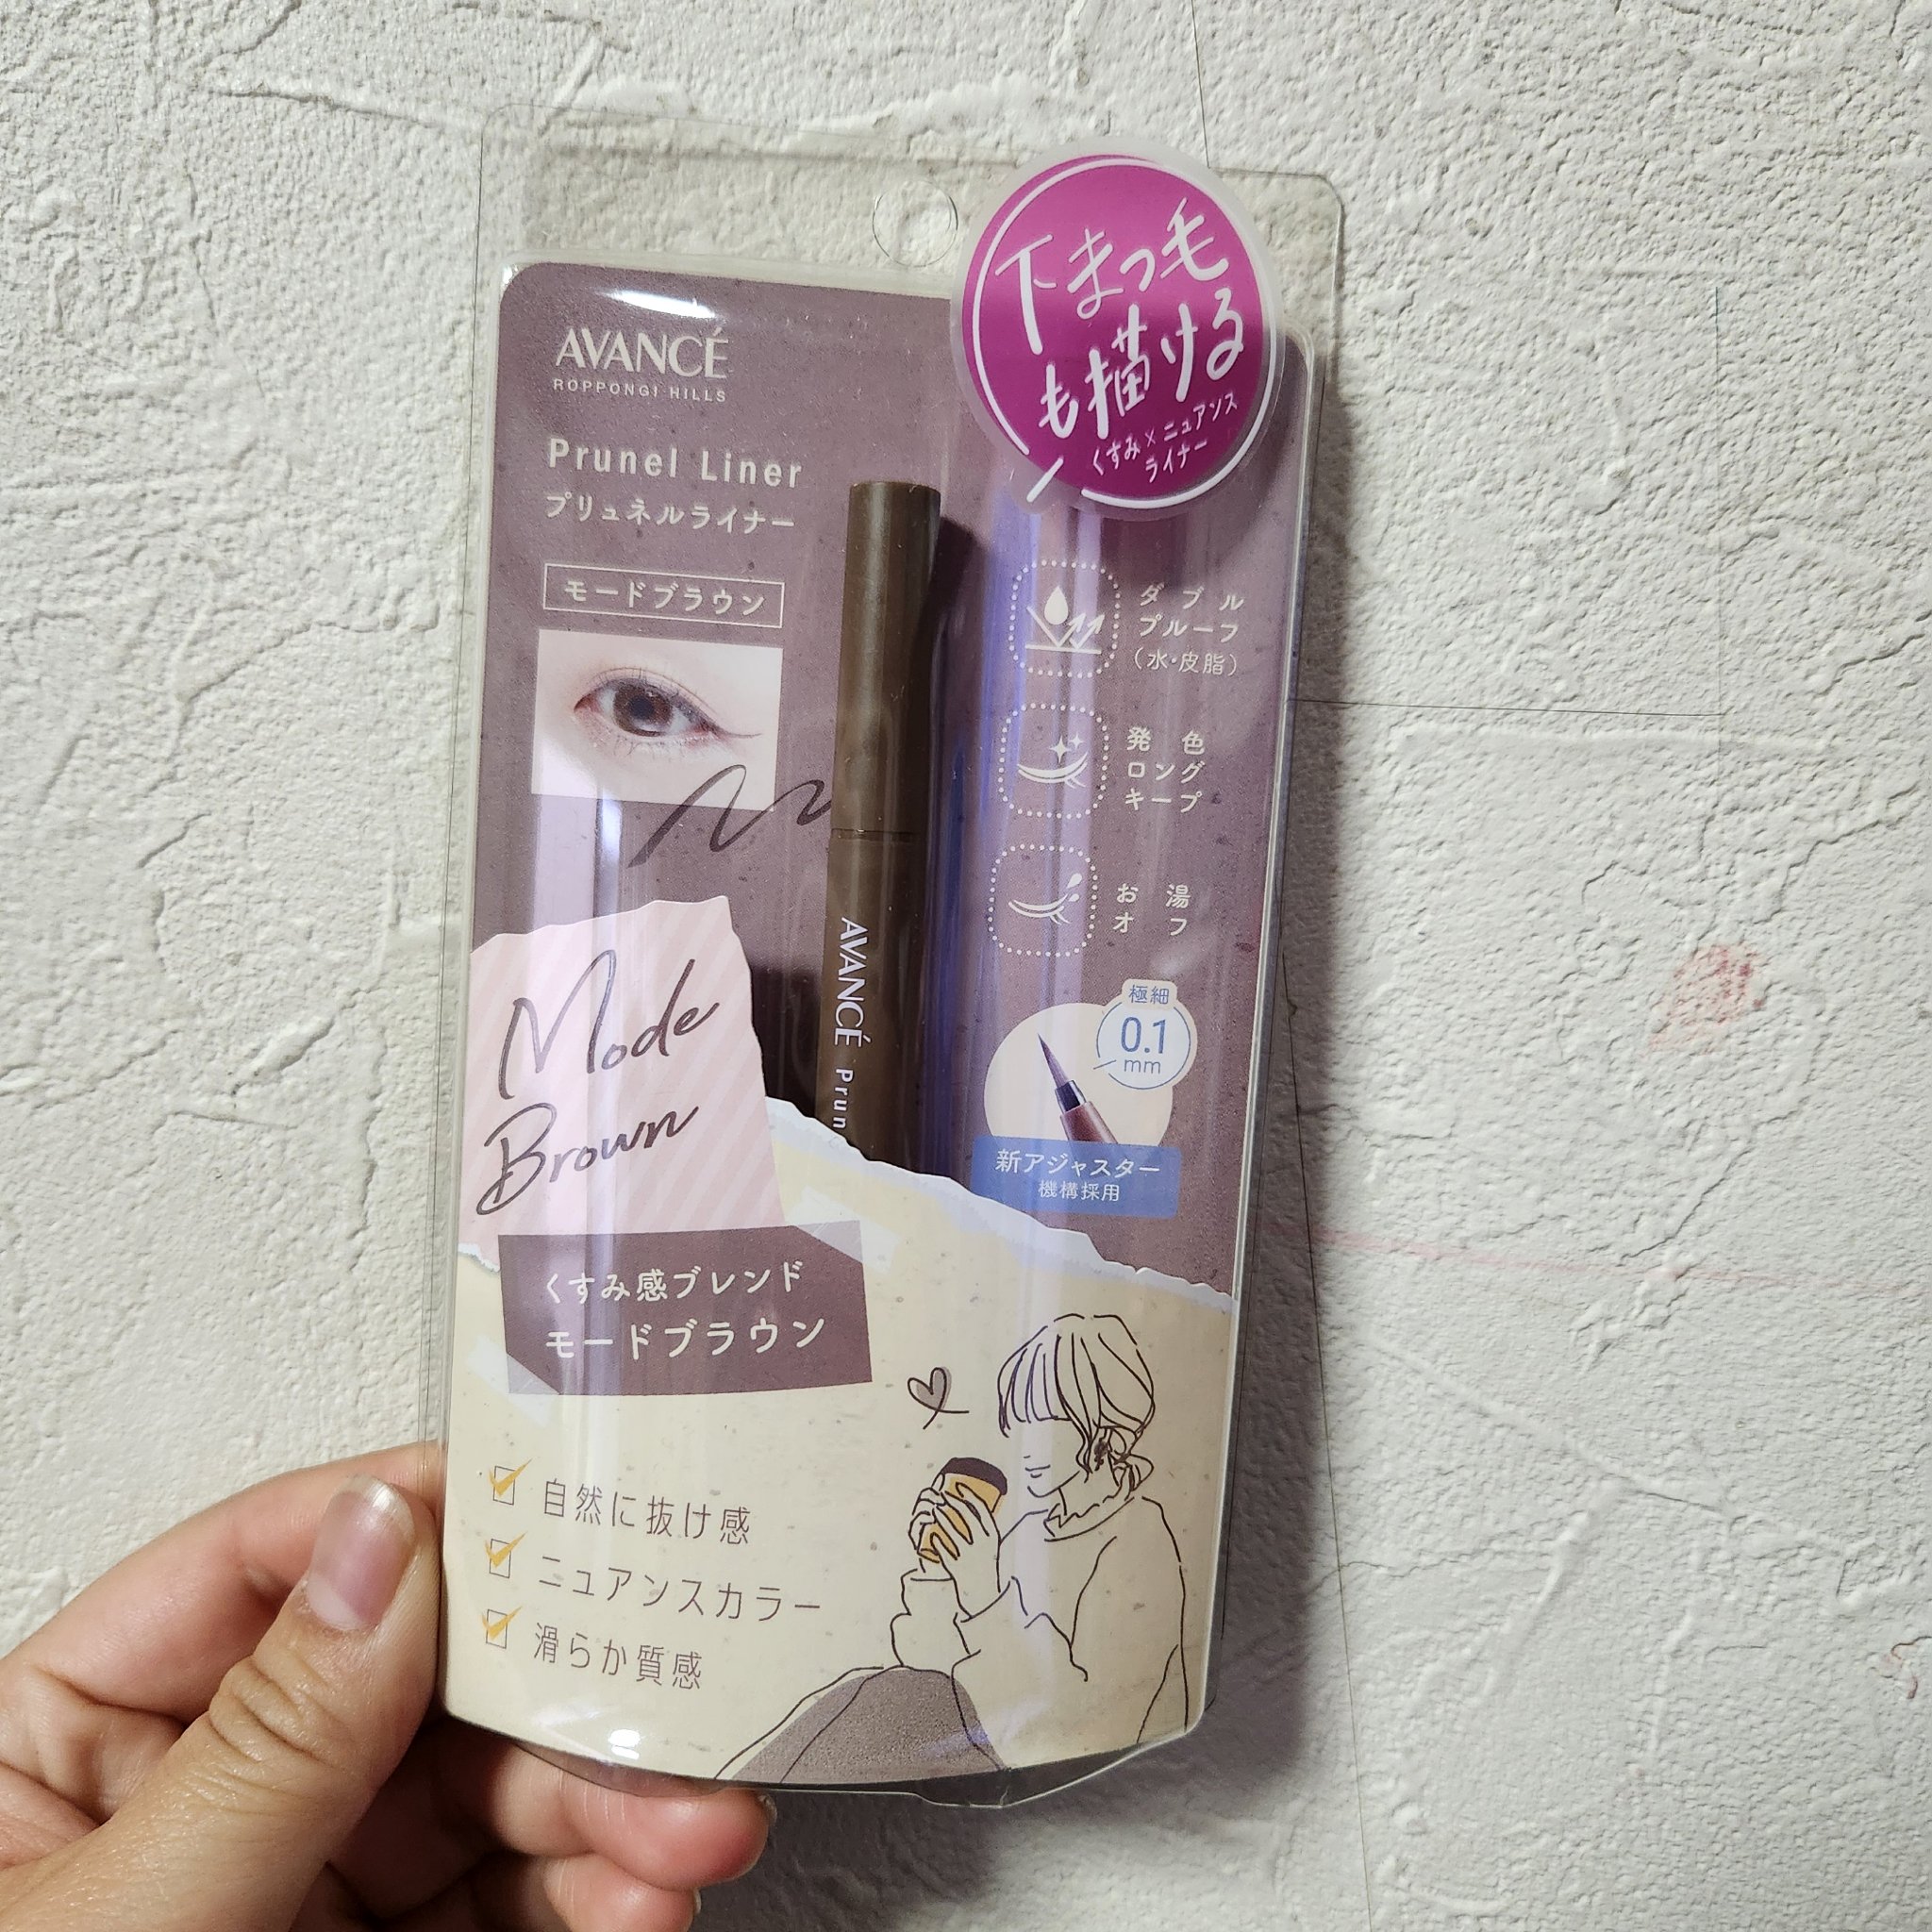 下まつ毛
も描ける
くすみ×ニュアンス
ライナー
AVANCÉ
ROPPONGI HILLS
Prunel Liner
プリュネルライナー
モードブラウン
ダブル
プルーフ
(水・皮脂)
発色
ロング
キープ
お湯
オフ
AVANCÉ Prun
極細
0.1
mm
新アジャスター
機構採用
Mode
Brown
くすみ感ブレンド
モードブラウン
自然に抜け感
ニュアンスカラー
滑らか質感